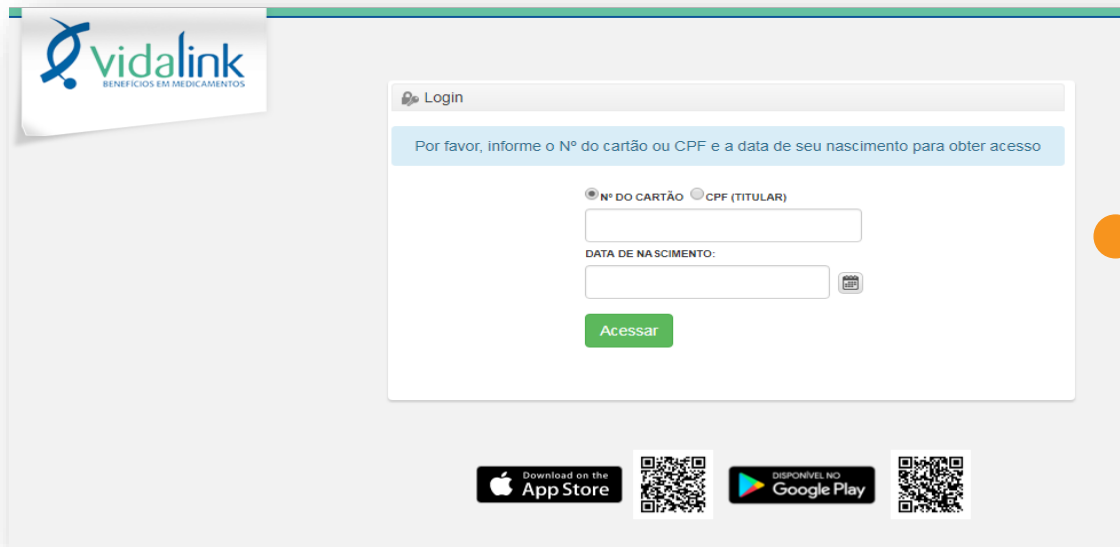 vidalink
BENEFÍCIOS EM MEDICAMENTOS
Login
Por favor, informe o Nº do cartão ou CPF e a data de seu nascimento para obter acesso
Nº DO CARTÃO CPF (TITULAR)
DATA DE NASCIMENTO:
Acessar
Download on the
App Store
DISPONÍVEL NO
Google Play